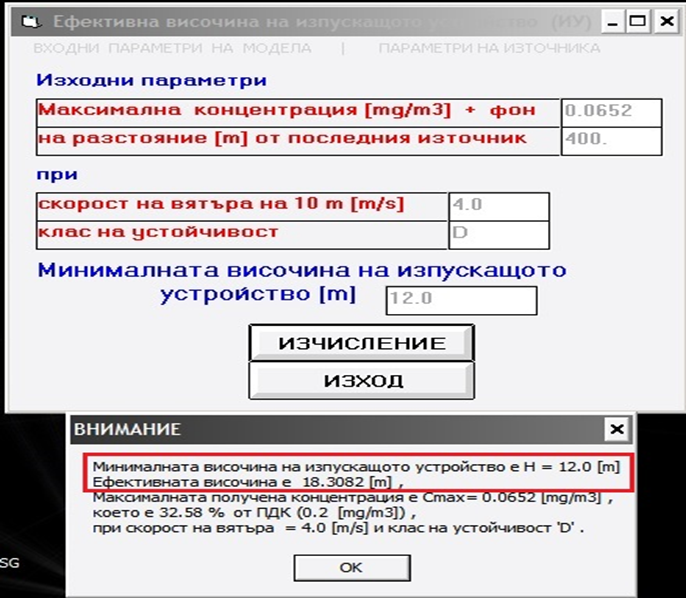 Ефективна височина на изпускащото устройство (ИУ)
ВХОДНИ ПАРАМЕТРИ НА МОДЕЛА | ПАРАМЕТРИ НА ИЗТОЧНИКА
Изходни параметри
Максимална концентрация [mg/m3] + фон 0.0652
на разстояние [m] от последния източник 400.
при
скорост на вятъра на 10 m [m/s] 4.0
клас на устойчивост D
Минималната височина на изпускащото
устройство [m] 12.0
ИЗЧИСЛЕНИЕ
ИЗХОД
ВНИМАНИЕ
Минималната височина на изпускащото устройство е H = 12.0 [m]
Ефективната височина е 18.3082 [m] ,
Максималната получена концентрация е Cmax= 0.0652 [mg/m3] ,
което е 32.58 % от ПДК (0.2 [mg/m3]) ,
при скорост на вятъра = 4.0 [m/s] и клас на устойчивост 'D' .
OK
SG